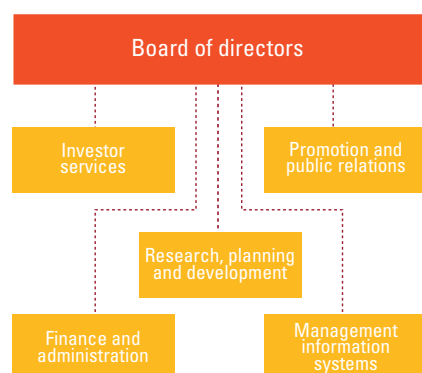 Board of directors
Investor
services
Promotion and
public relations
Research, planning
and development
Finance and
administration
Management
information
systems